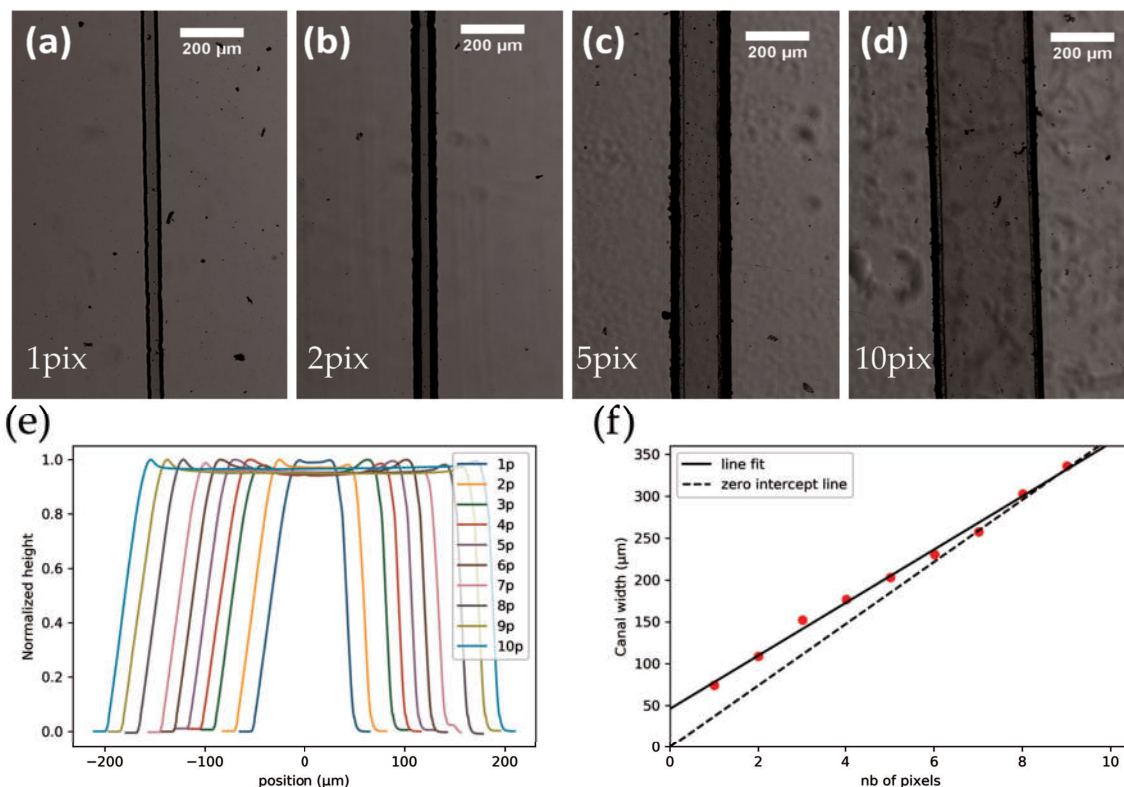 (a)
200 µm
1pix
(b)
200 µm
2pix
(c)
200 µm
5pix
(d)
200 µm
10pix
(e)
1.0
0.8
0.6
0.4
0.2
0.0
Normalized height
−200
−100
0
100
200
position (µm)
1p
2p
3p
4p
5p
6p
7p
8p
9p
10p
(f)
350
300
250
200
150
100
50
0
Canal width (µm)
0
2
4
6
8
10
nb of pixels
line fit
zero intercept line